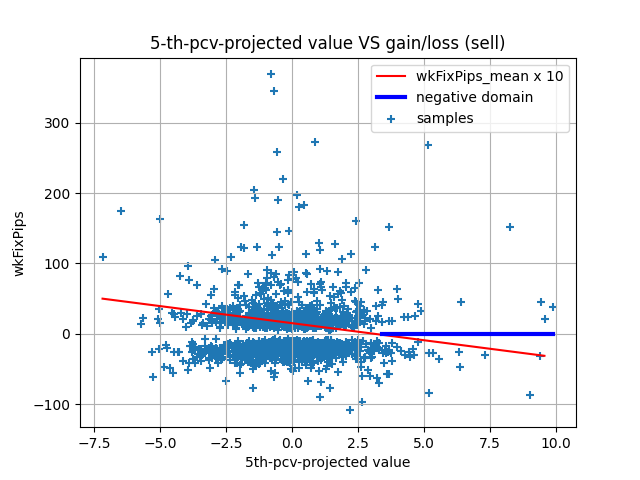 5-th-pcv-projected value VS gain/loss (sell)
wkFixPips_mean x 10
negative domain
samples
300
200
100
0
−100
wkFixPips
−7.5 −5.0 −2.5 0.0 2.5 5.0 7.5 10.0
5th-pcv-projected value